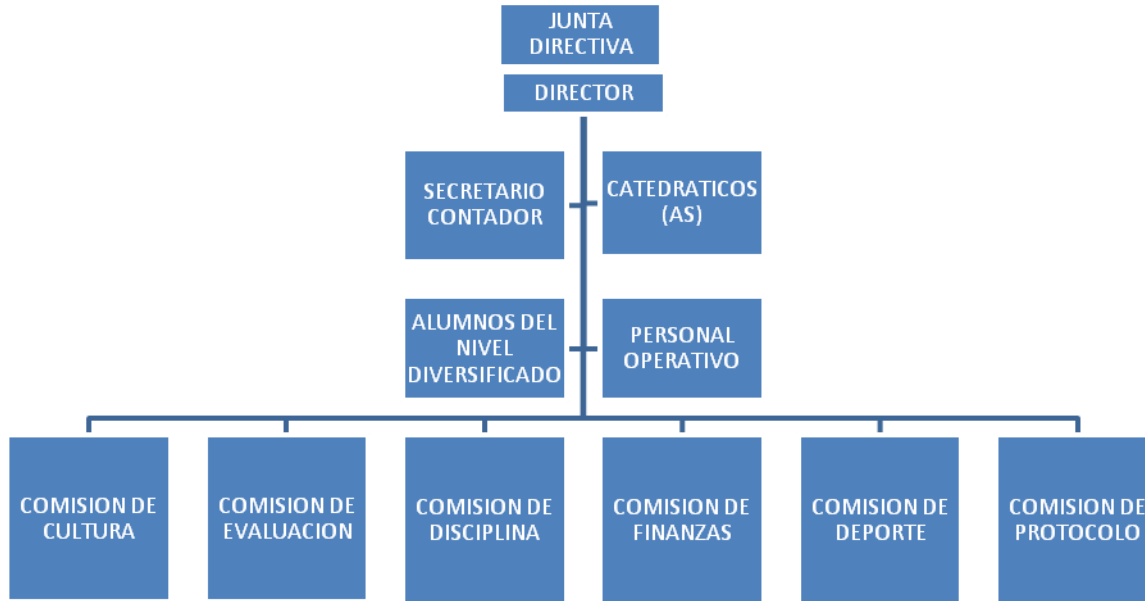 JUNTA
DIRECTIVA
DIRECTOR
SECRETARIO
CONTADOR
CATEDRATICOS
(AS)
ALUMNOS DEL
NIVEL
DIVERSIFICADO
PERSONAL
OPERATIVO
COMISION DE
CULTURA
COMISION DE
EVALUACION
COMISION DE
DISCIPLINA
COMISION DE
FINANZAS
COMISION DE
DEPORTE
COMISION DE
PROTOCOLO